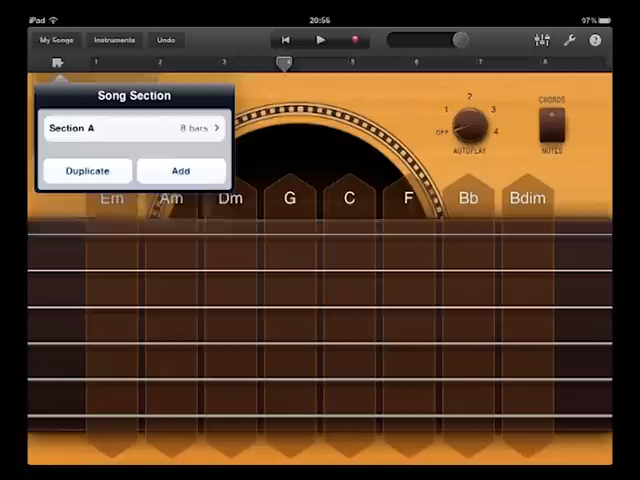 iPad 20:56 97%
My Songs Instruments Undo
1 2 3 4 5 6 7 8
Song Section
Section A 8 bars
Duplicate Add
2
1 3
OFF 4
AUTOPLAY
CHORDS
NOTES
Em Am Dm G C F Bb Bdim